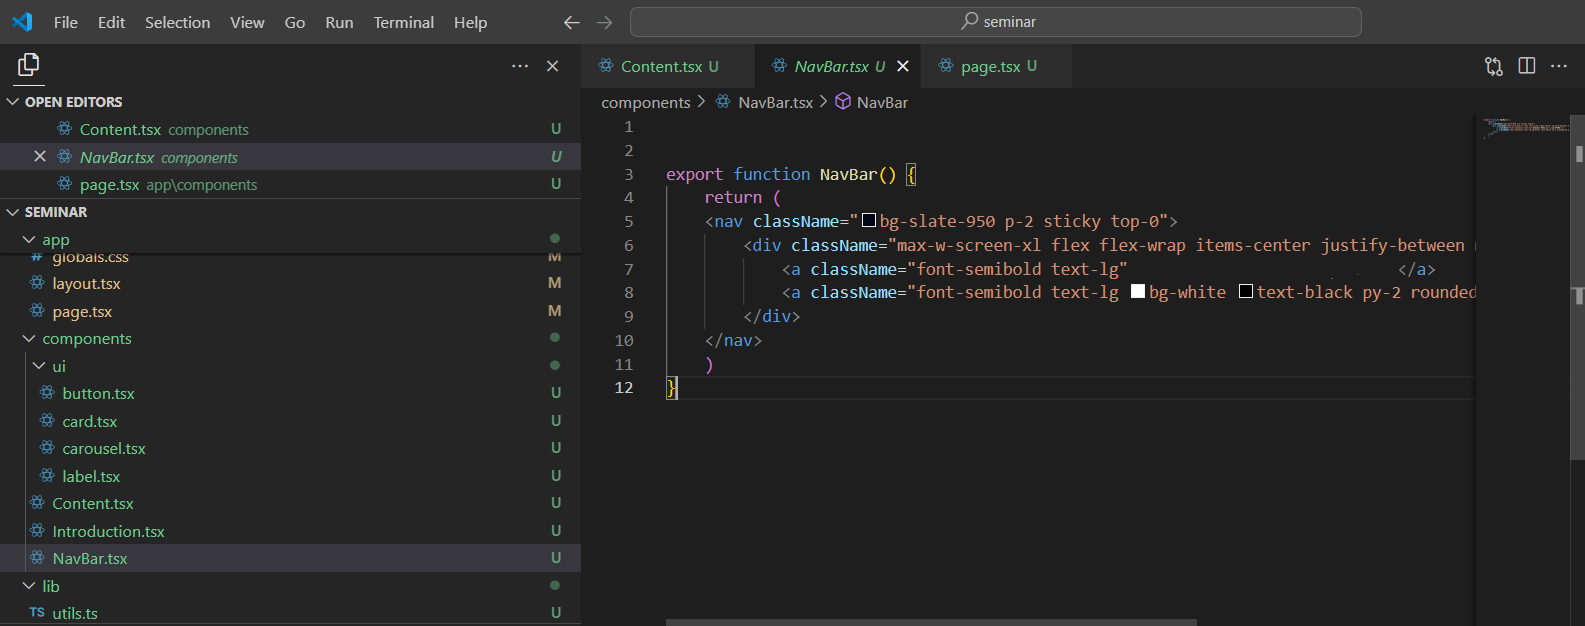 File Edit Selection View Go Run Terminal Help
seminar
Content.tsx U NavBar.tsx U page.tsx U
OPEN EDITORS
components NavBar.tsx NavBar
Content.tsx components U
NavBar.tsx components U
page.tsx app\components U
SEMINAR
app
globals.css M
layout.tsx M
page.tsx M
components
ui
button.tsx U
card.tsx U
carousel.tsx U
label.tsx U
Content.tsx U
Introduction.tsx U
NavBar.tsx U
lib
TS utils.ts U
1
2
3 export function NavBar() {
4 return (
5 <nav className="bg-slate-950 p-2 sticky top-0">
6 <div className="max-w-screen-xl flex flex-wrap items-center justify-between
7 <a className="font-semibold text-lg" </a>
8 <a className="font-semibold text-lg bg-white text-black py-2 rounded
9 </div>
10 </nav>
11 )
12 }